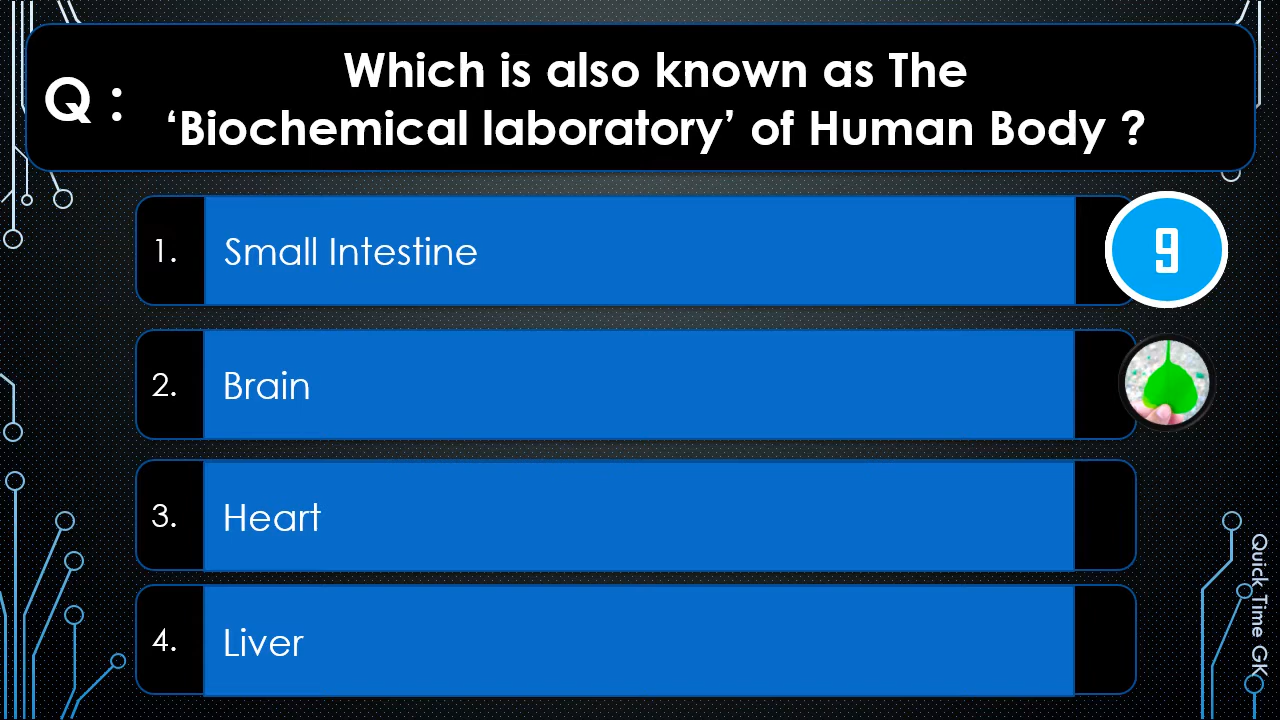 Q :
Which is also known as The
‘Biochemical laboratory’ of Human Body ?
1. Small Intestine
9
2. Brain
3. Heart
4. Liver
Quick Time GK